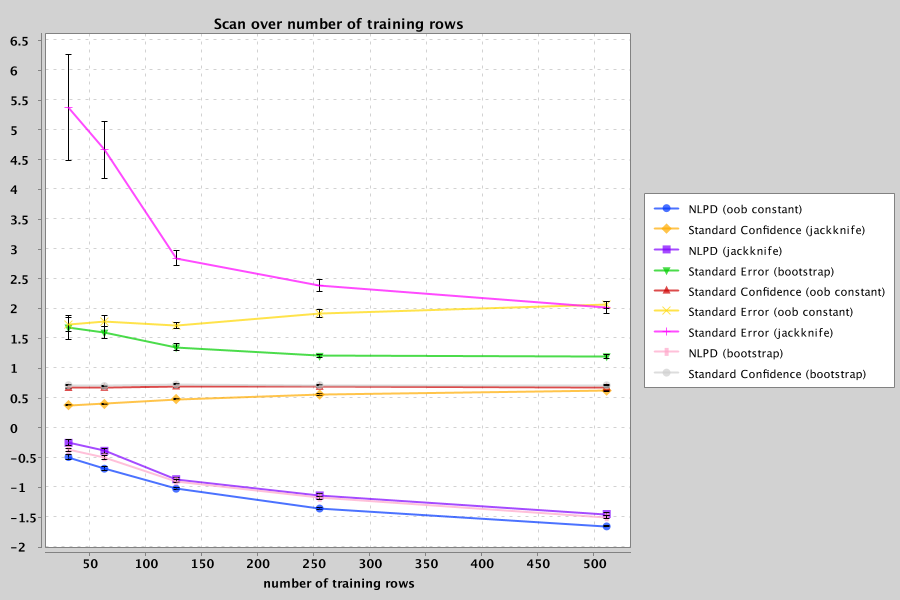 Scan over number of training rows
6.5
6
5.5
5
4.5
4
3.5
3
2.5
2
1.5
1
0.5
0
−0.5
−1
−1.5
−2
50 100 150 200 250 300 350 400 450 500
number of training rows
NLPD (oob constant)
Standard Confidence (jackknife)
NLPD (jackknife)
Standard Error (bootstrap)
Standard Confidence (oob constant)
Standard Error (oob constant)
Standard Error (jackknife)
NLPD (bootstrap)
Standard Confidence (bootstrap)